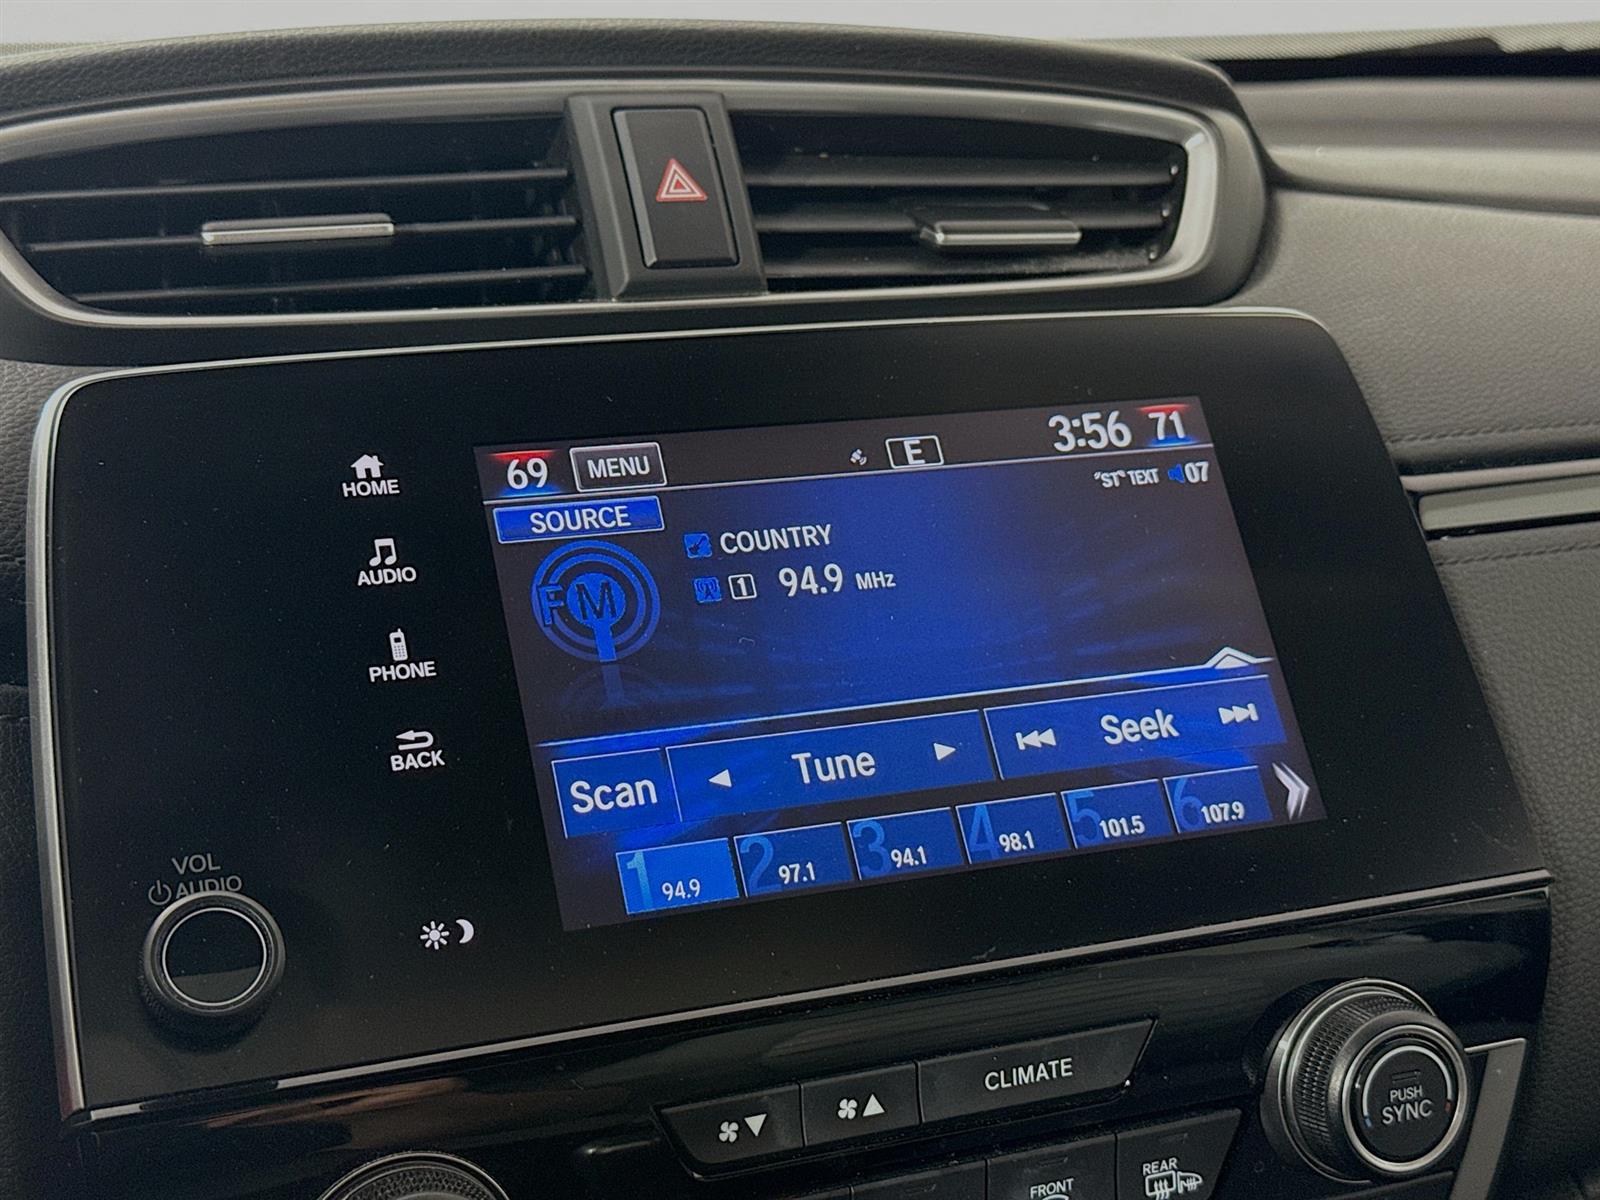 69 MENU E 3:56 71
"ST" TEXT 07
SOURCE
COUNTRY
FM
1 94.9 MHz
Scan Tune Seek
1 94.9 2 97.1 3 94.1 4 98.1 5 101.5 6 107.9
HOME
AUDIO
PHONE
BACK
VOL
AUDIO
CLIMATE
PUSH
SYNC
FRONT
REAR